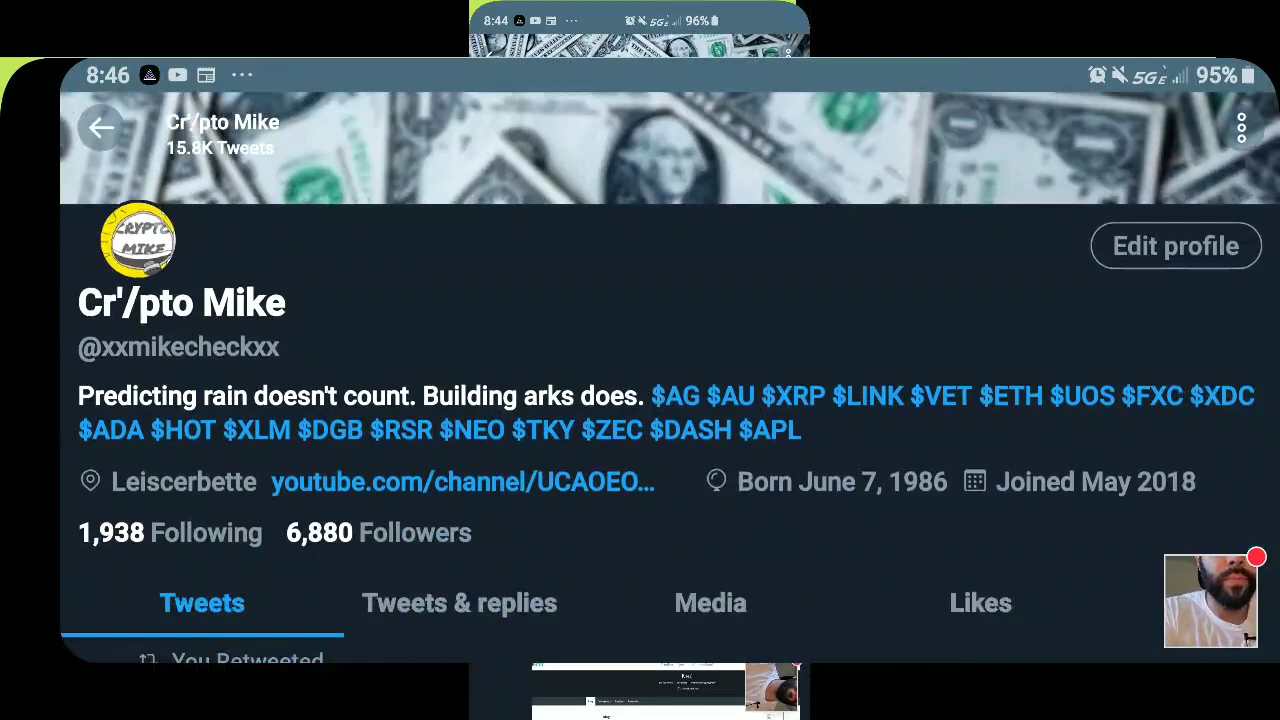 8:44 5GE 96%
8:46 ... 5GE 95%
Cr'/pto Mike
15.8K Tweets
CRYPTO
MIKE
Edit profile
Cr'/pto Mike
@xxmikecheckxx
Predicting rain doesn't count. Building arks does. $AG $AU $XRP $LINK $VET $ETH $UOS $FXC $XDC
$ADA $HOT $XLM $DGB $RSR $NEO $TKY $ZEC $DASH $APL
Leiscerbette youtube.com/channel/UCAOEO... Born June 7, 1986 Joined May 2018
1,938 Following 6,880 Followers
Tweets Tweets & replies Media Likes
You Retweeted